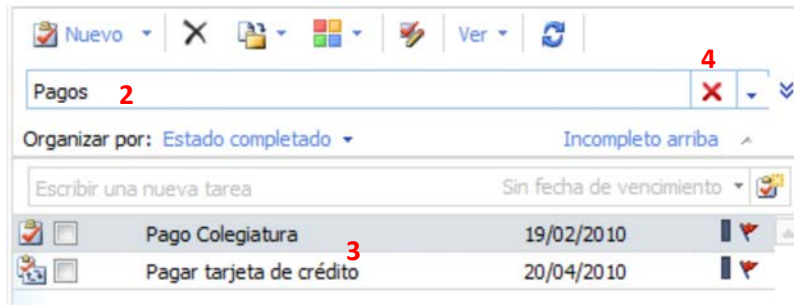 Nuevo Ver
4
Pagos 2
Organizar por: Estado completado Incompleto arriba
Escribir una nueva tarea Sin fecha de vencimiento
Pago Colegiatura 19/02/2010
3
Pagar tarjeta de crédito 20/04/2010